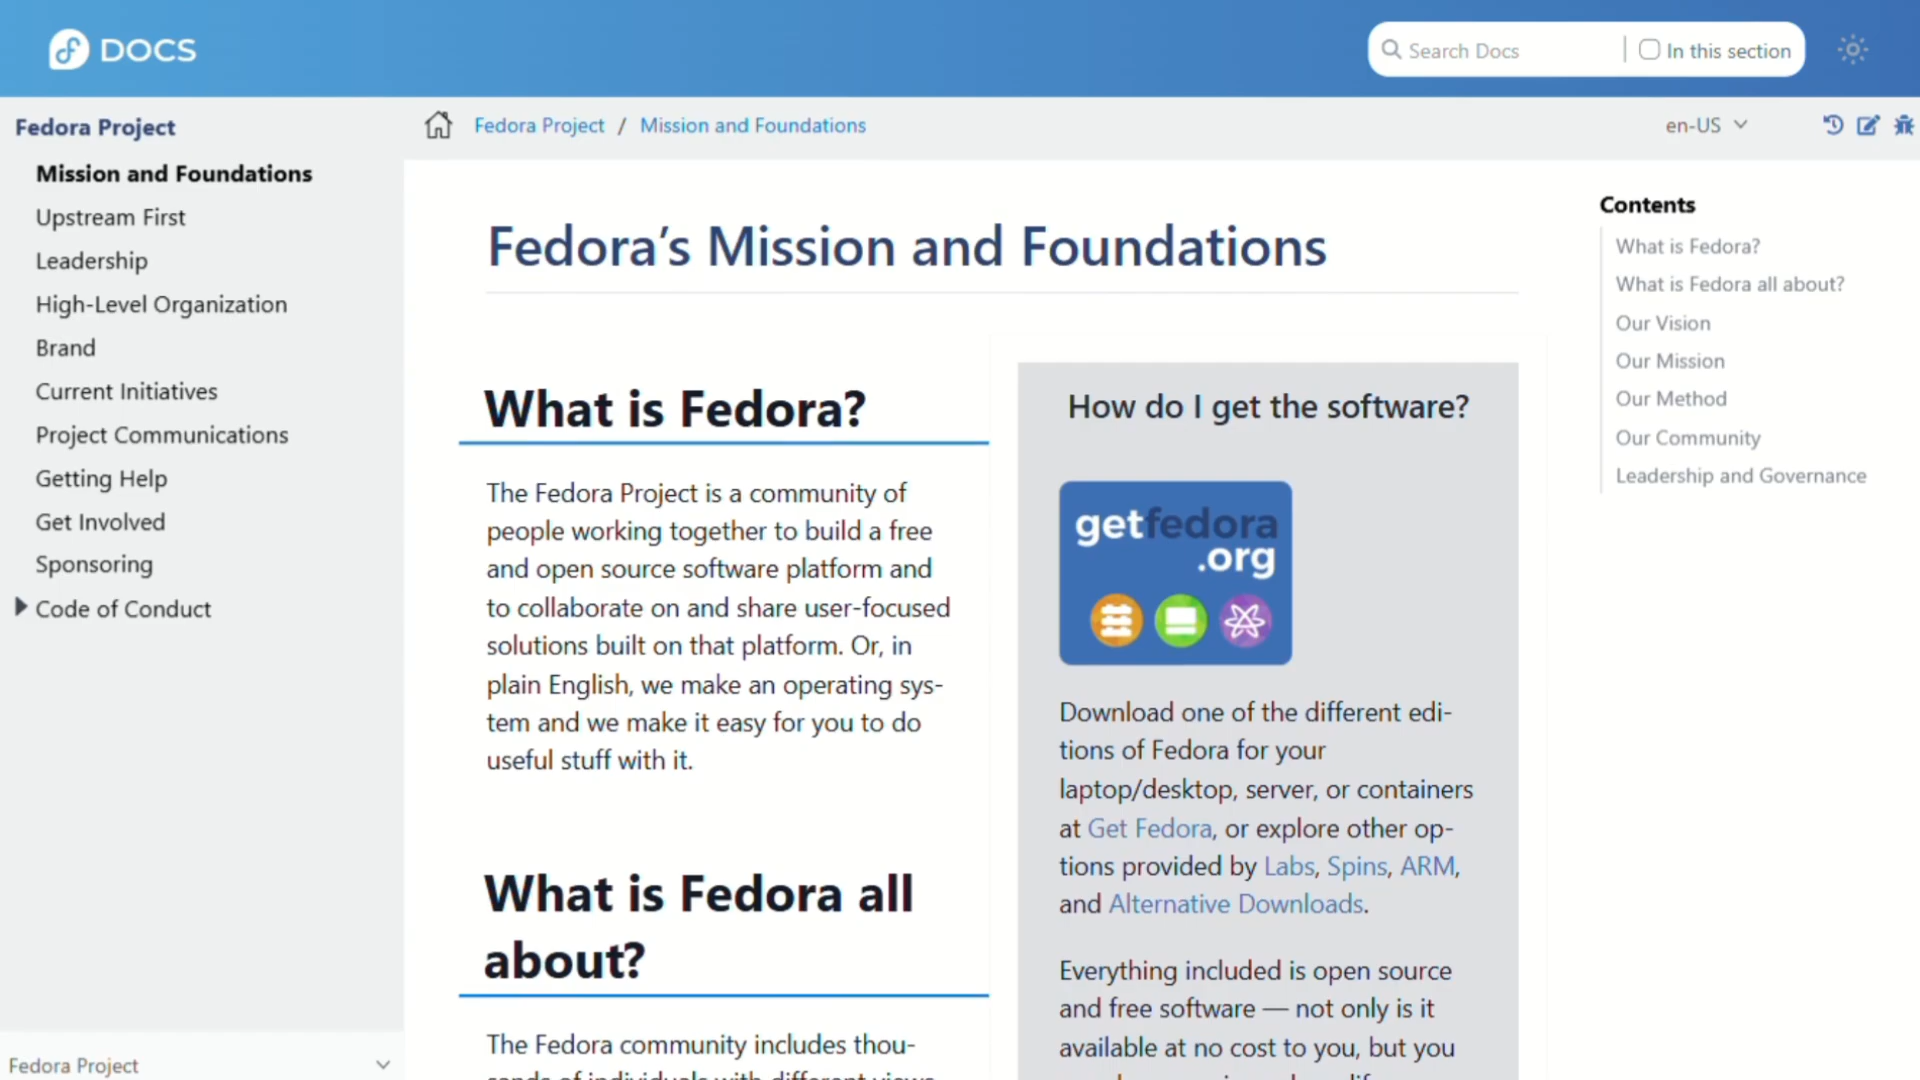 DOCS
Search Docs
In this section
Fedora Project
Mission and Foundations
Upstream First
Leadership
High-Level Organization
Brand
Current Initiatives
Project Communications
Getting Help
Get Involved
Sponsoring
Code of Conduct
Fedora Project
Fedora Project / Mission and Foundations
en-US
Fedora’s Mission and Foundations
What is Fedora?
The Fedora Project is a community of
people working together to build a free
and open source software platform and
to collaborate on and share user-focused
solutions built on that platform. Or, in
plain English, we make an operating sys-
tem and we make it easy for you to do
useful stuff with it.
What is Fedora all
about?
The Fedora community includes thou-
sands of individuals with different views
How do I get the software?
getfedora
.org
Download one of the different edi-
tions of Fedora for your
laptop/desktop, server, or containers
at Get Fedora, or explore other op-
tions provided by Labs, Spins, ARM,
and Alternative Downloads.
Everything included is open source
and free software — not only is it
available at no cost to you, but you
Contents
What is Fedora?
What is Fedora all about?
Our Vision
Our Mission
Our Method
Our Community
Leadership and Governance